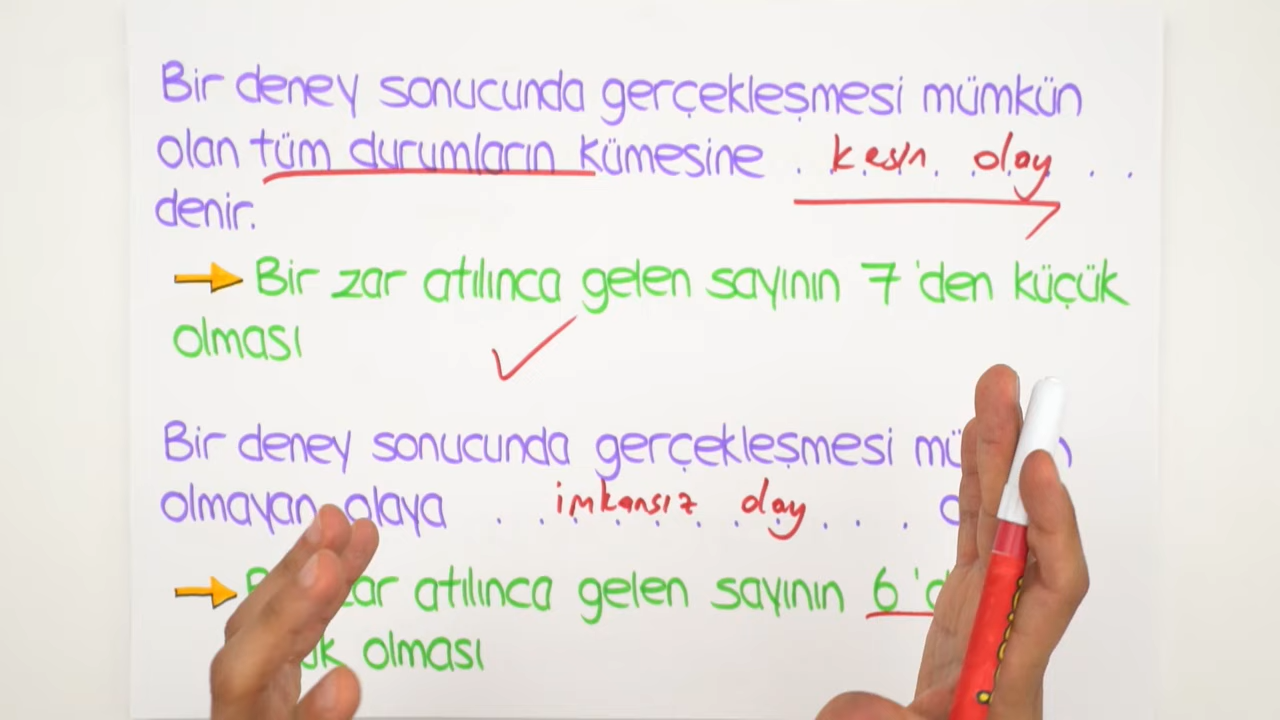 Bir deney sonucunda gerçekleşmesi mümkün
olan tüm durumların kümesine . kesin olay . .
denir.
Bir zar atılınca gelen sayının 7'den küçük
olması
Bir deney sonucunda gerçekleşmesi
olmayan olaya . . imkansız olay . . .
atılınca gelen sayının 6
olması